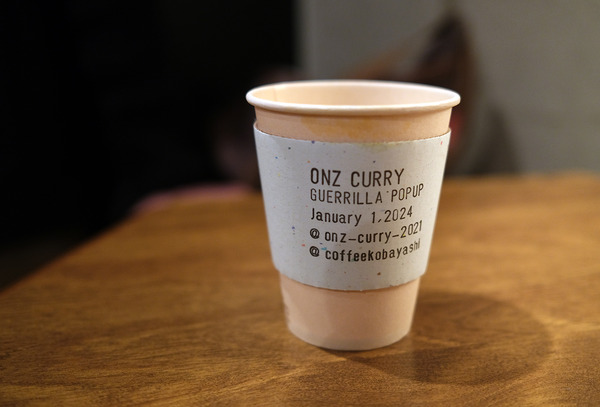 ONZ CURRY
GUERRILLA POPUP
January 1,2024
@ onz-curry-2021
@ coffeekobayashi